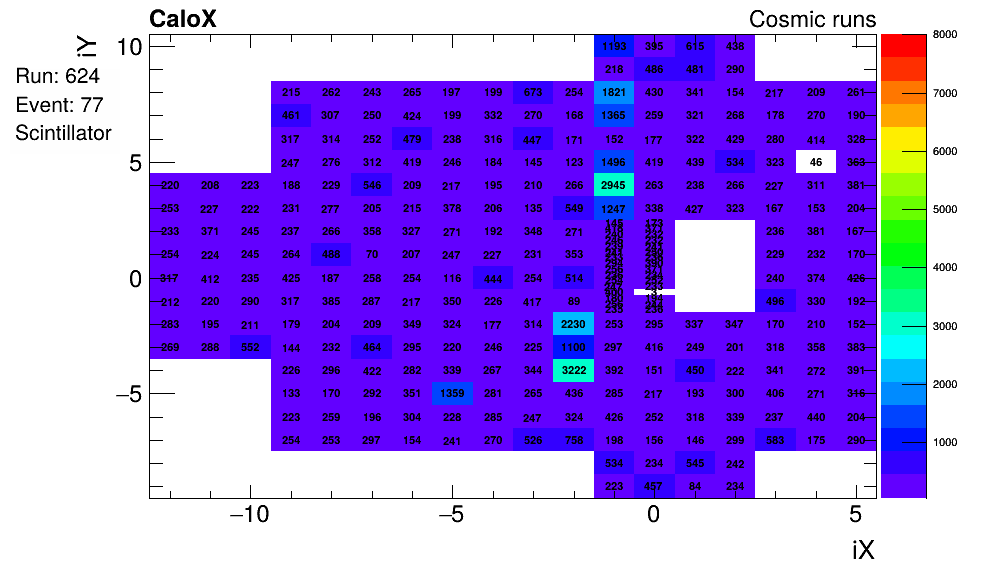 CaloX Cosmic runs
iY
Run: 624
Event: 77
Scintillator
10 1193 395 615 438 8000
218 486 481 290
215 262 243 265 197 199 673 254 1821 430 341 154 217 209 261
461 307 250 424 199 332 270 168 1365 259 321 268 178 270 190 7000
317 314 252 479 238 316 447 171 152 177 322 429 280 414 328
5 247 276 312 419 246 184 145 123 1496 419 439 534 323 46 363 6000
220 208 223 188 229 546 209 217 195 210 266 2945 263 238 266 227 311 381
253 227 222 231 277 205 215 378 206 135 549 1247 338 427 323 167 153 204 5000
233 371 245 237 266 358 327 271 192 348 271 236 381 167
254 224 245 264 488 70 207 247 227 231 353 229 232 170
0 317 412 235 425 187 256 254 116 444 254 514 240 374 426 4000
212 220 290 317 385 287 217 350 226 417 89 496 330 192
283 195 211 179 204 209 349 324 177 314 2230 253 295 337 347 170 210 152 3000
269 288 552 144 232 464 295 220 246 225 1100 297 416 249 201 318 358 383
226 296 422 282 339 267 344 3222 392 151 450 222 341 272 391 2000
−5 133 170 292 351 1359 281 265 436 285 217 193 300 406 271 316
223 259 196 304 228 285 247 324 426 252 318 339 237 440 204
254 253 297 154 241 270 526 758 198 156 146 299 583 175 290 1000
534 234 545 242
223 457 84 234
−10 −5 0 5
iX